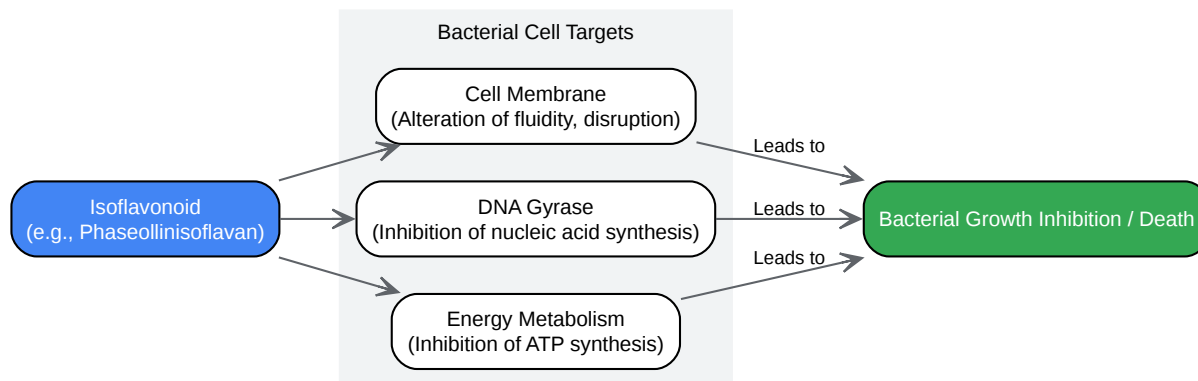 Bacterial Cell Targets
Cell Membrane
(Alteration of fluidity, disruption)
Leads to
Isoflavonoid
(e.g., Phaseollinisoflavan)
DNA Gyrase
(Inhibition of nucleic acid synthesis)
Leads to
Bacterial Growth Inhibition / Death
Energy Metabolism
(Inhibition of ATP synthesis)
Leads to